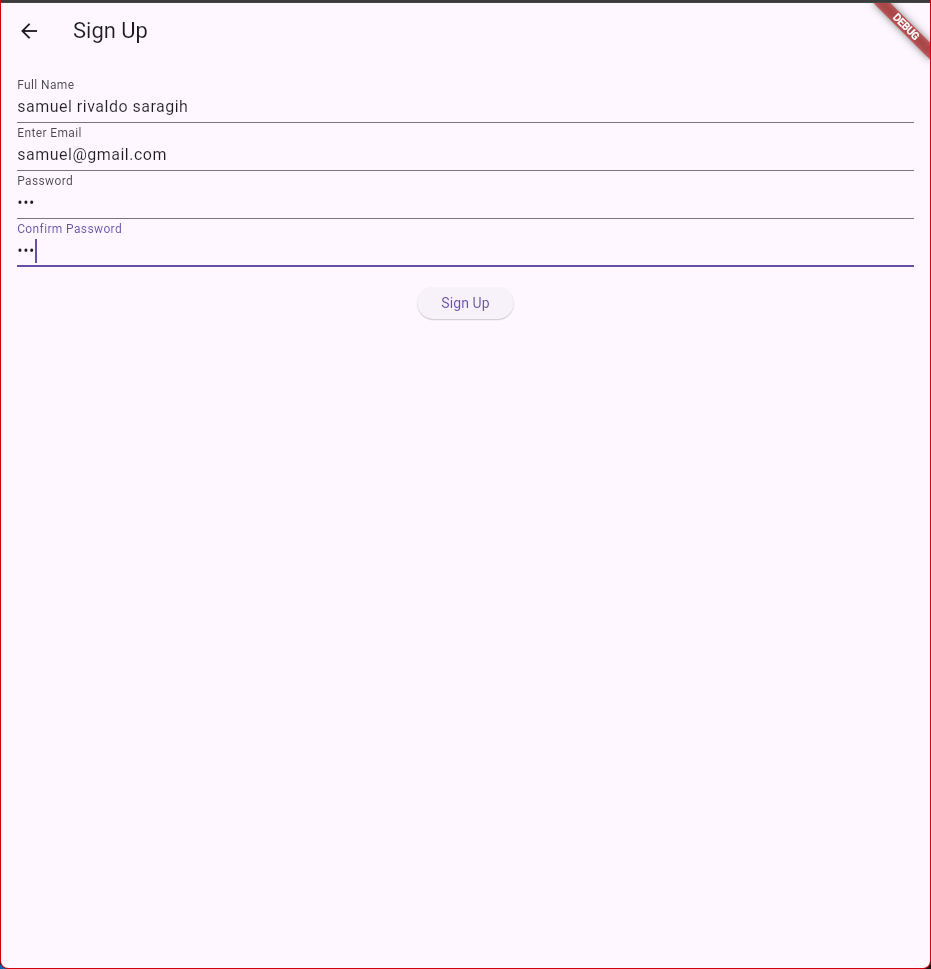 Sign Up
DEBUG
Full Name
samuel rivaldo saragih
Enter Email
samuel@gmail.com
Password
•••
Confirm Password
•••
Sign Up